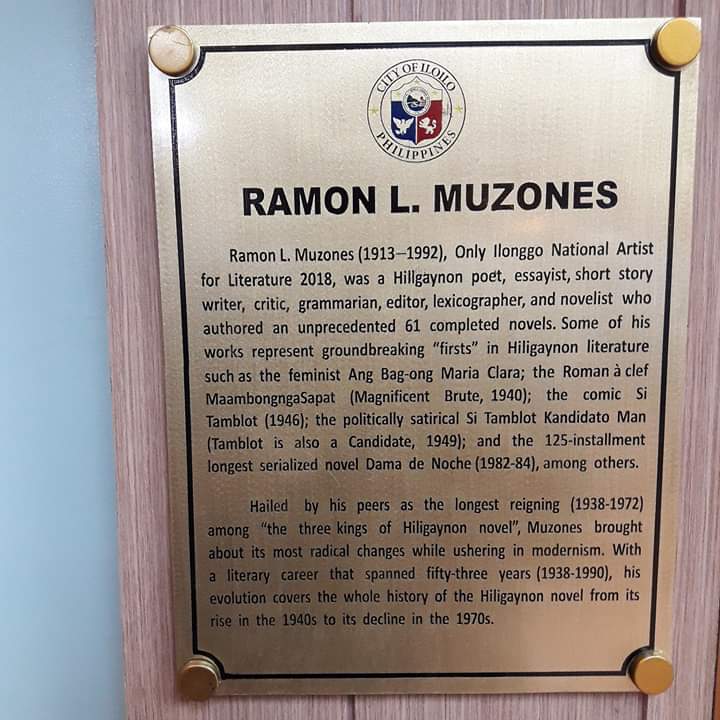 CITY OF ILOILO
PHILIPPINES
RAMON L. MUZONES
Ramon L. Muzones (1913–1992), Only Ilonggo National Artist
for Literature 2018, was a Hillgaynon poet, essayist, short story
writer, critic, grammarian, editor, lexicographer, and novelist who
authored an unprecedented 61 completed novels. Some of his
works represent groundbreaking “firsts” in Hiligaynon literature
such as the feminist Ang Bag-ong Maria Clara; the Roman à clef
MaambongngaSapat (Magnificent Brute, 1940); the comic Si
Tamblot (1946); the politically satirical Si Tamblot Kandidato Man
(Tamblot is also a Candidate, 1949); and the 125-installment
longest serialized novel Dama de Noche (1982-84), among others.
Hailed by his peers as the longest reigning (1938-1972)
among “the three kings of Hiligaynon novel”, Muzones brought
about its most radical changes while ushering in modernism. With
a literary career that spanned fifty-three years (1938-1990), his
evolution covers the whole history of the Hiligaynon novel from its
rise in the 1940s to its decline in the 1970s.